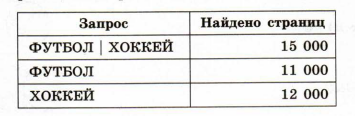 Запрос Найдено страниц
ФУТБОЛ | ХОККЕЙ 15 000
ФУТБОЛ 11 000
ХОККЕЙ 12 000